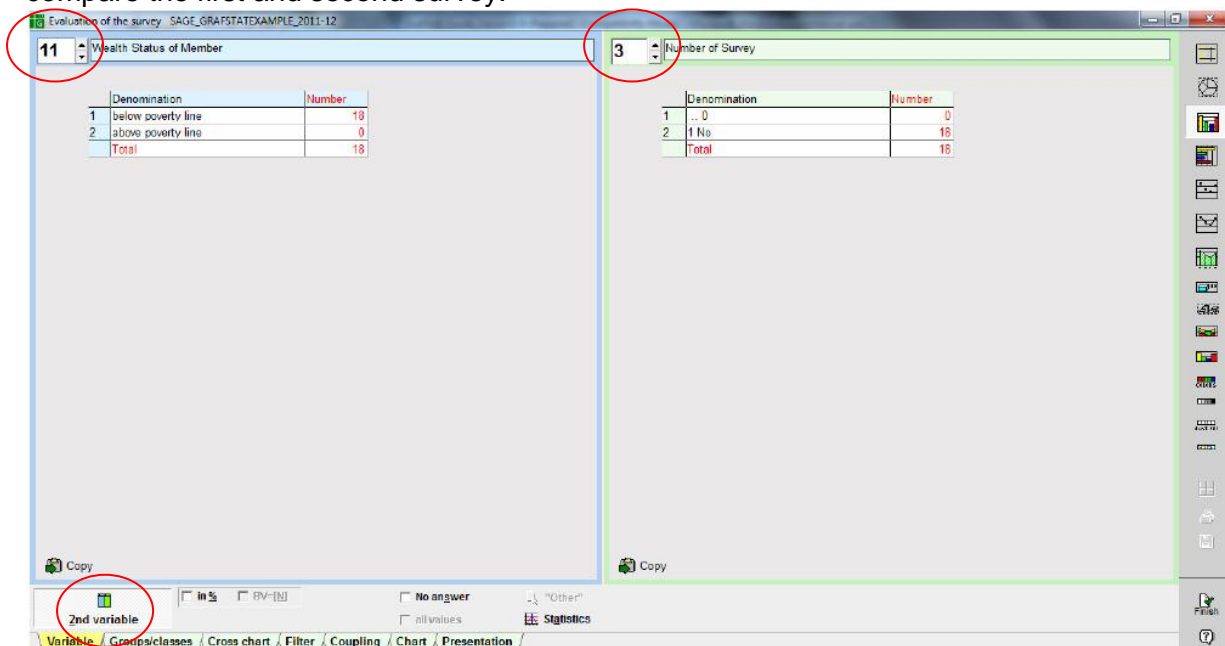 compare the first and second survey.
Evaluation of the survey SAGE_GRAFSTATEXAMPLE_2011-12
11 Wealth Status of Member
3 Number of Survey
Denomination Number
1 below poverty line 18
2 above poverty line 0
Total 18
Denomination Number
1 .. 0 0
2 1 No 18
Total 18
Copy
Copy
2nd variable
in %
BV=[N]
No answer
all values
"Other"
Statistics
Finish
Variable / Groups/classes / Cross chart / Filter / Coupling / Chart / Presentation /